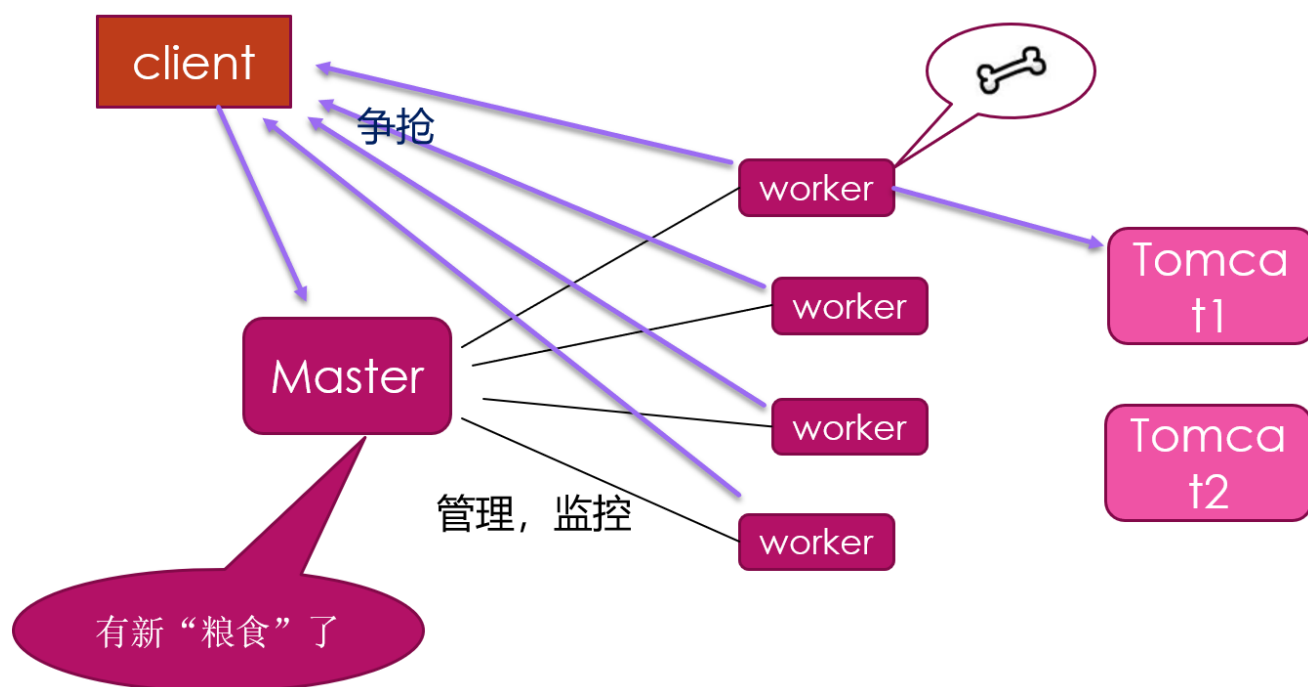 client
争抢
worker
Tomca
t1
worker
Master
worker
Tomca
t2
管理，监控
worker
有新“粮食”了